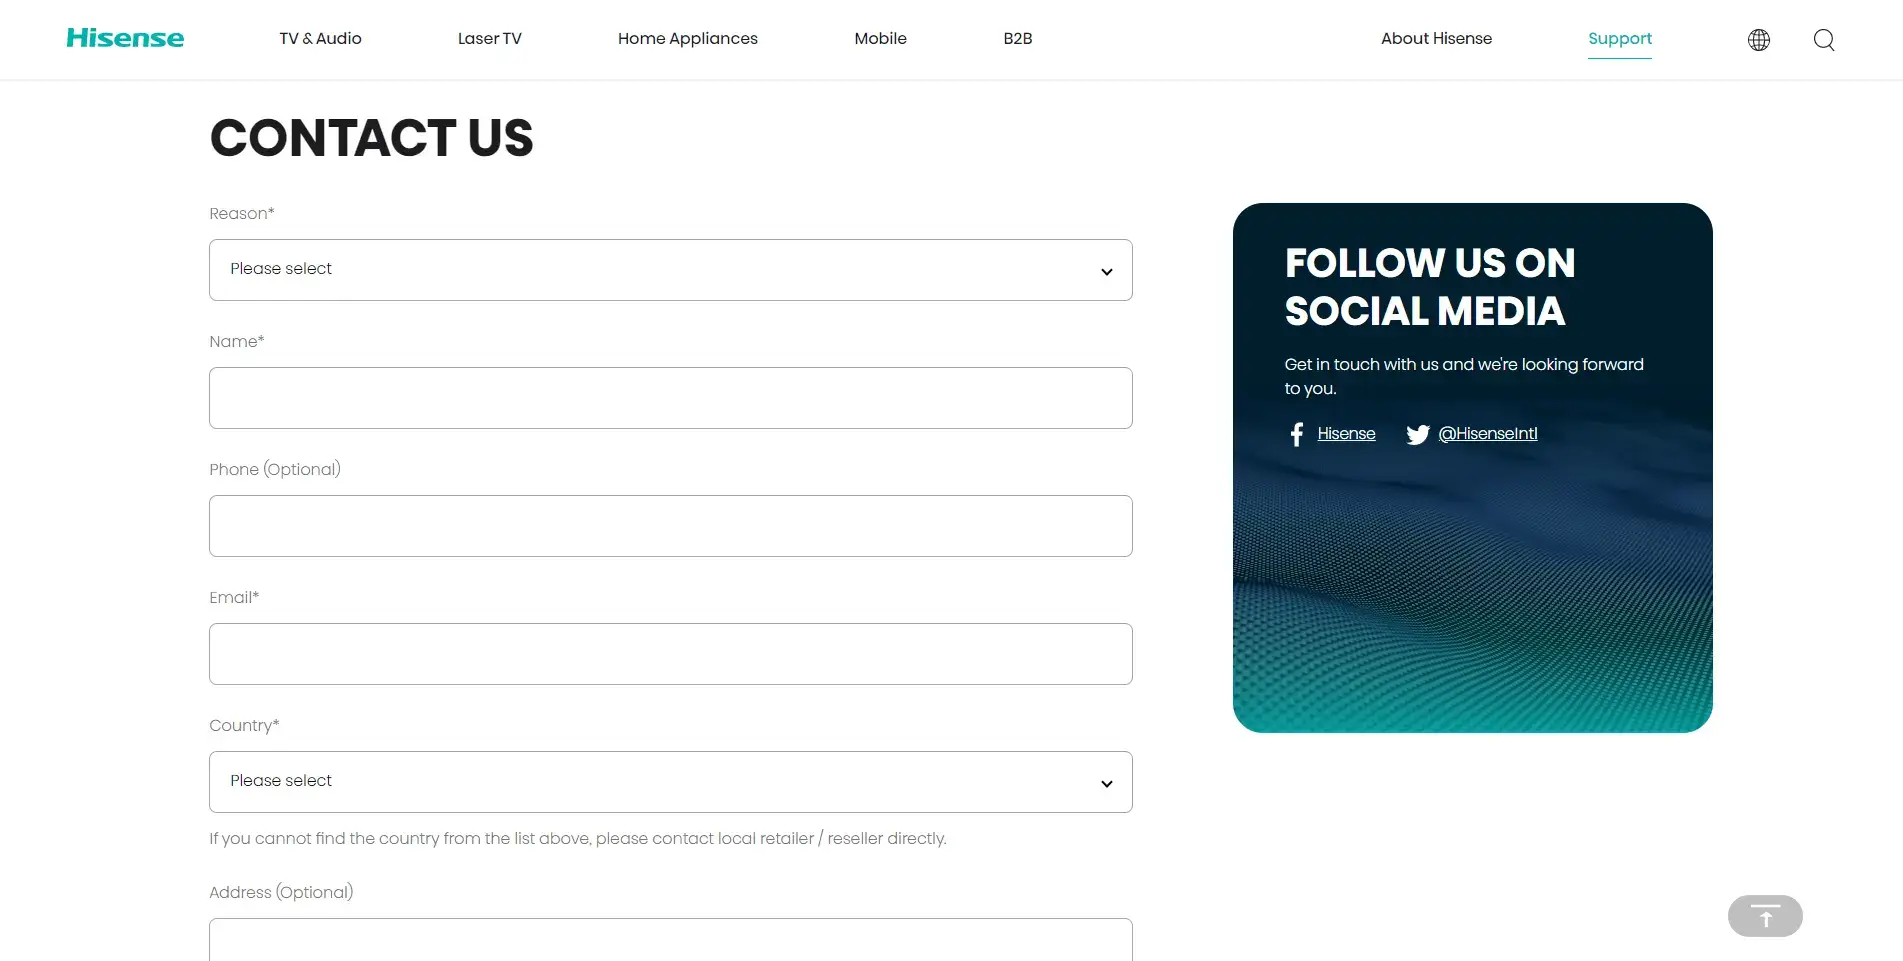 Hisense
TV & Audio
Laser TV
Home Appliances
Mobile
B2B
About Hisense
Support
CONTACT US
Reason*
Please select
Name*
Phone (Optional)
Email*
Country*
Please select
If you cannot find the country from the list above, please contact local retailer / reseller directly.
Address (Optional)
FOLLOW US ON
SOCIAL MEDIA
Get in touch with us and we're looking forward
to you.
Hisense
@HisenseIntl